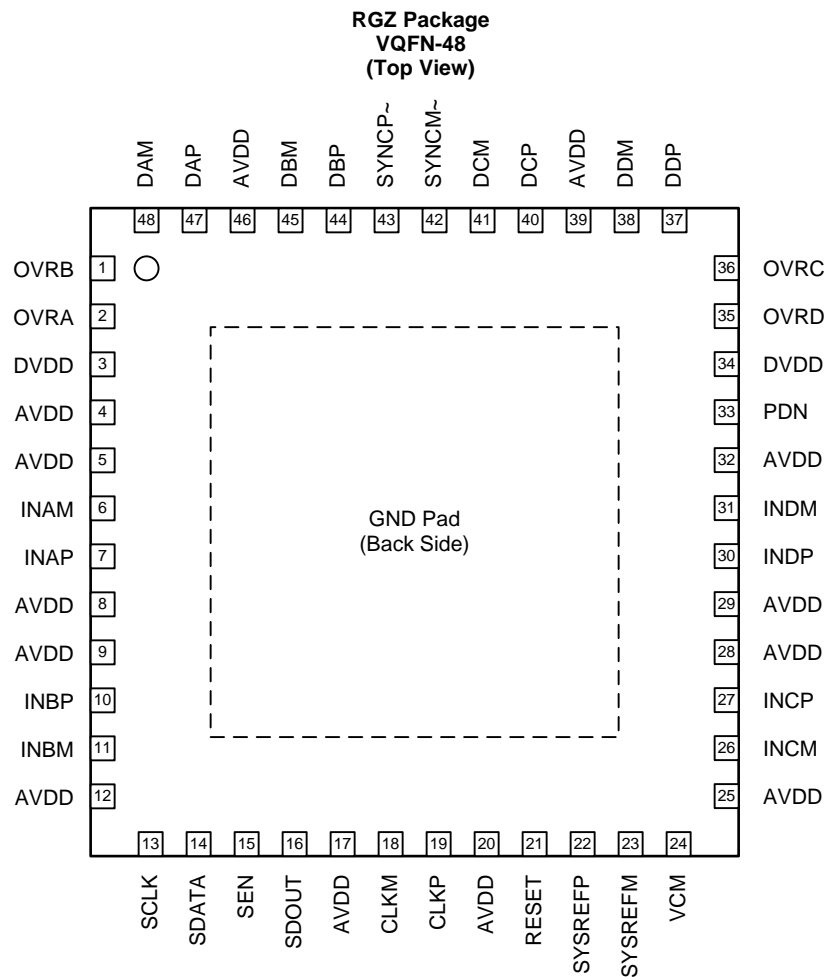 RGZ Package
VQFN-48
(Top View)
DAM
DAP
AVDD
DBM
DBP
SYNCP~
SYNCM~
DCM
DCP
AVDD
DDM
DDP
48 47 46 45 44 43 42 41 40 39 38 37
OVRB 1 36 OVRC
OVRA 2 35 OVRD
DVDD 3 34 DVDD
AVDD 4 33 PDN
AVDD 5 32 AVDD
INAM 6 31 INDM
INAP 7 30 INDP
AVDD 8 29 AVDD
AVDD 9 28 AVDD
INBP 10 27 INCP
INBM 11 26 INCM
AVDD 12 25 AVDD
GND Pad
(Back Side)
13 14 15 16 17 18 19 20 21 22 23 24
SCLK
SDATA
SEN
SDOUT
AVDD
CLKM
CLKP
AVDD
RESET
SYSREFP
SYSREFM
VCM